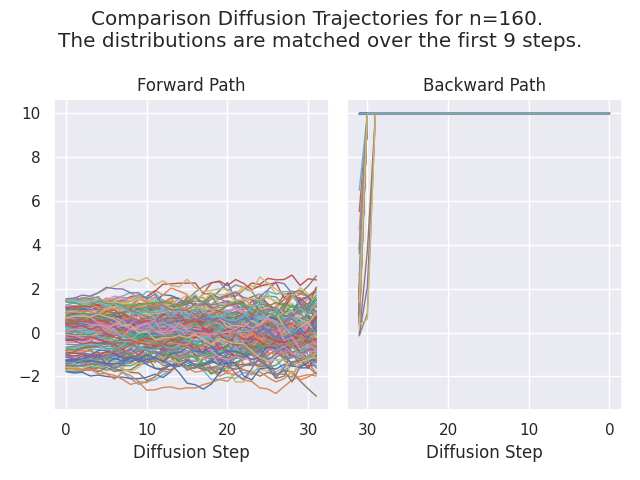 Comparison Diffusion Trajectories for n=160.
The distributions are matched over the first 9 steps.
Forward Path
Backward Path
10
8
6
4
2
0
−2
0
10
20
30
30
20
10
0
Diffusion Step
Diffusion Step